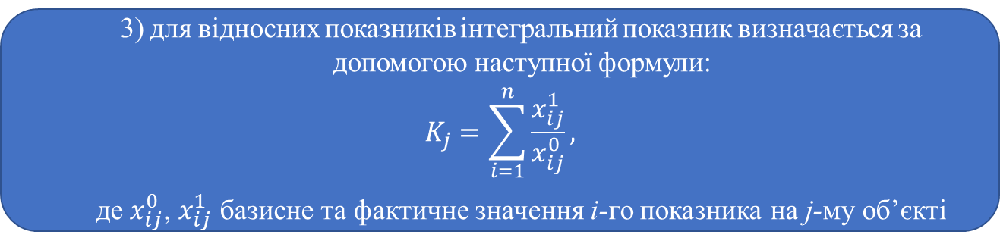 3) для відносних показників інтегральний показник визначається за
допомогою наступної формули:
$K_j = \sum_{i=1}^{n} \frac{x_{ij}^1}{x_{ij}^0},$
де $x_{ij}^0$, $x_{ij}^1$ базисне та фактичне значення i-го показника на j-му об’єкті